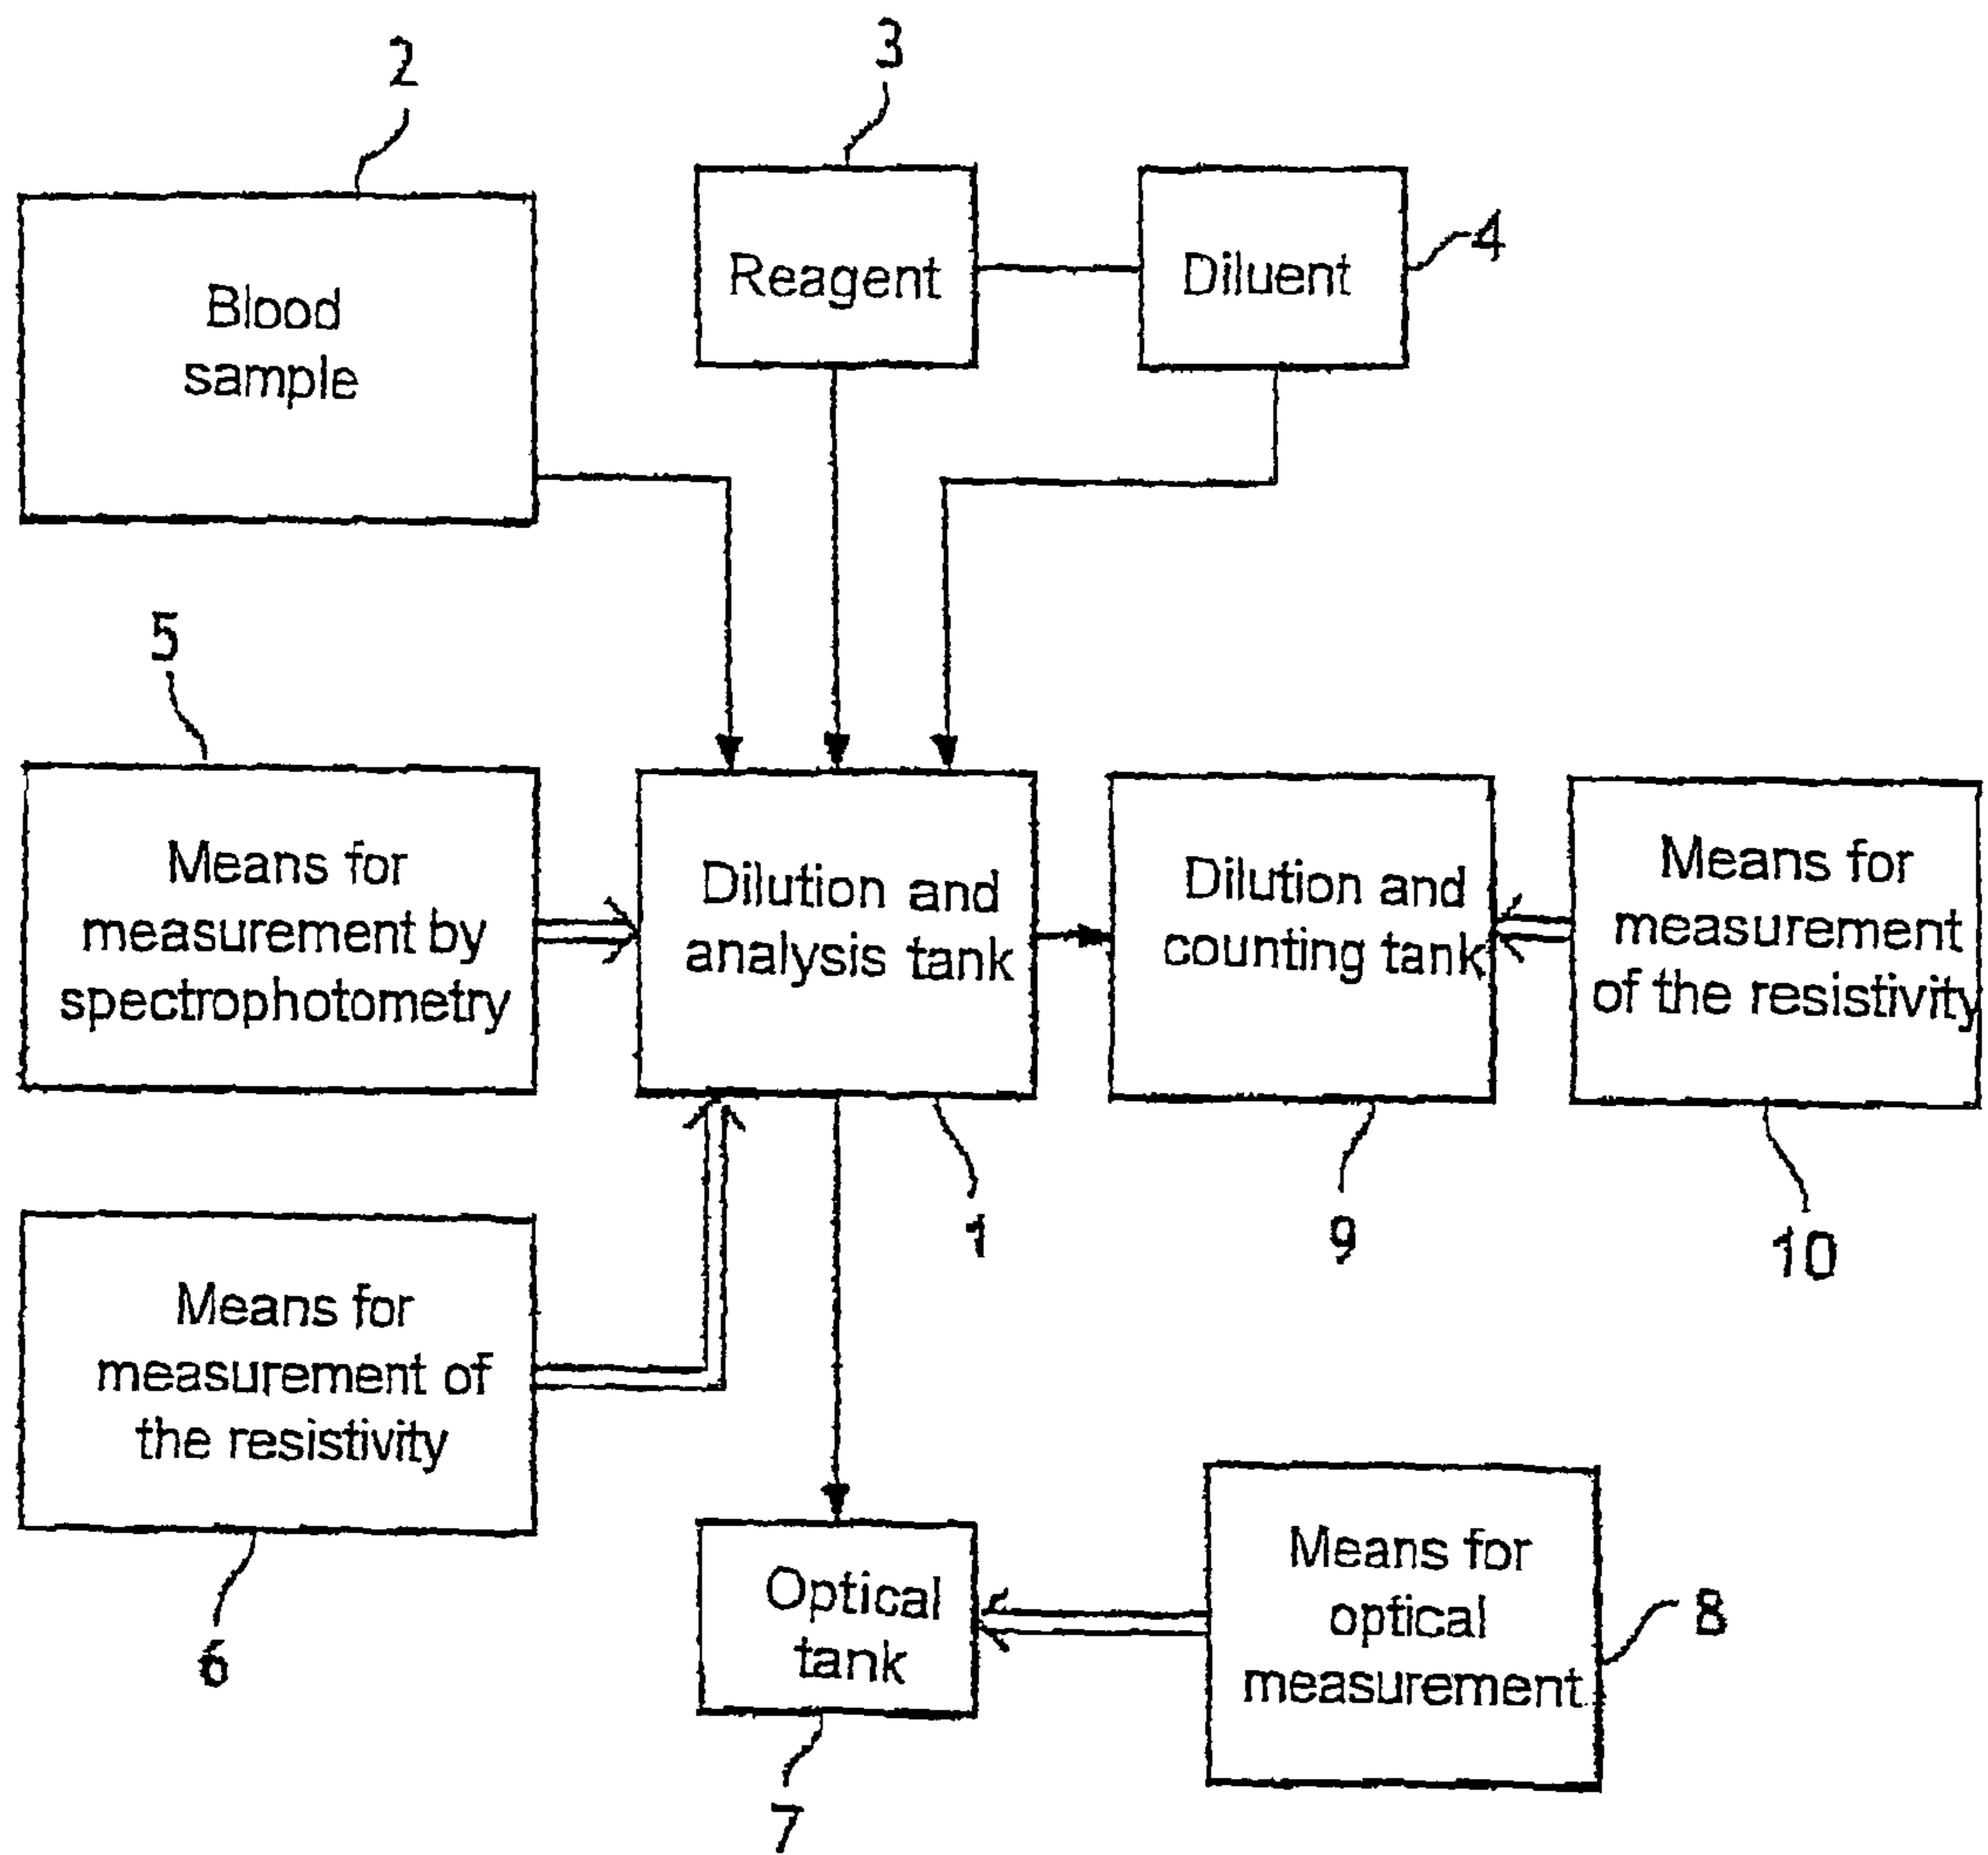 2
3
Blood
sample
Reagent
Diluent
4
5
Means for
measurement by
spectrophotometry
Dilution and
analysis tank
Dilution and
counting tank
Means for
measurement
of the resistivity
1
9
10
Means for
measurement of
the resistivity
6
Optical
tank
7
Means for
optical
measurement
8